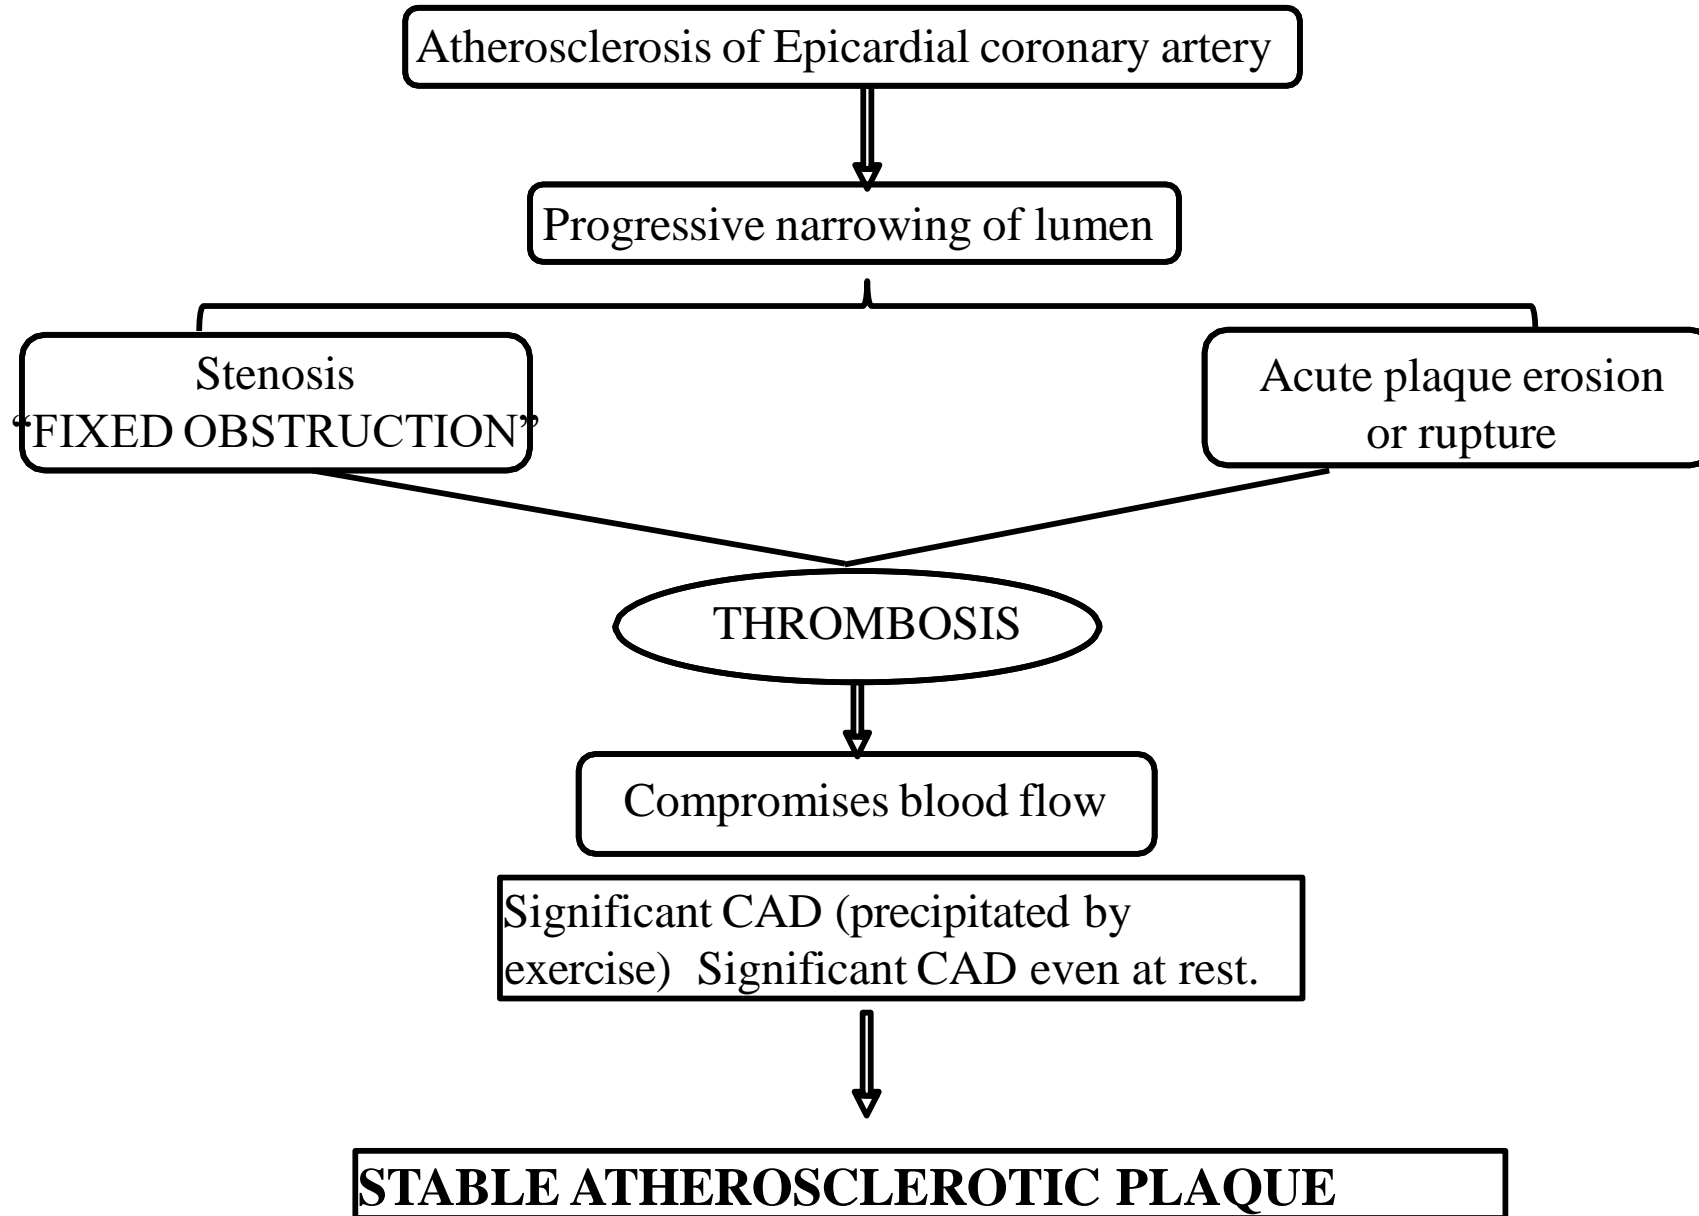 Atherosclerosis of Epicardial coronary artery
Progressive narrowing of lumen
Stenosis
“FIXED OBSTRUCTION”
Acute plaque erosion
or rupture
THROMBOSIS
Compromises blood flow
Significant CAD (precipitated by
exercise) Significant CAD even at rest.
STABLE ATHEROSCLEROTIC PLAQUE